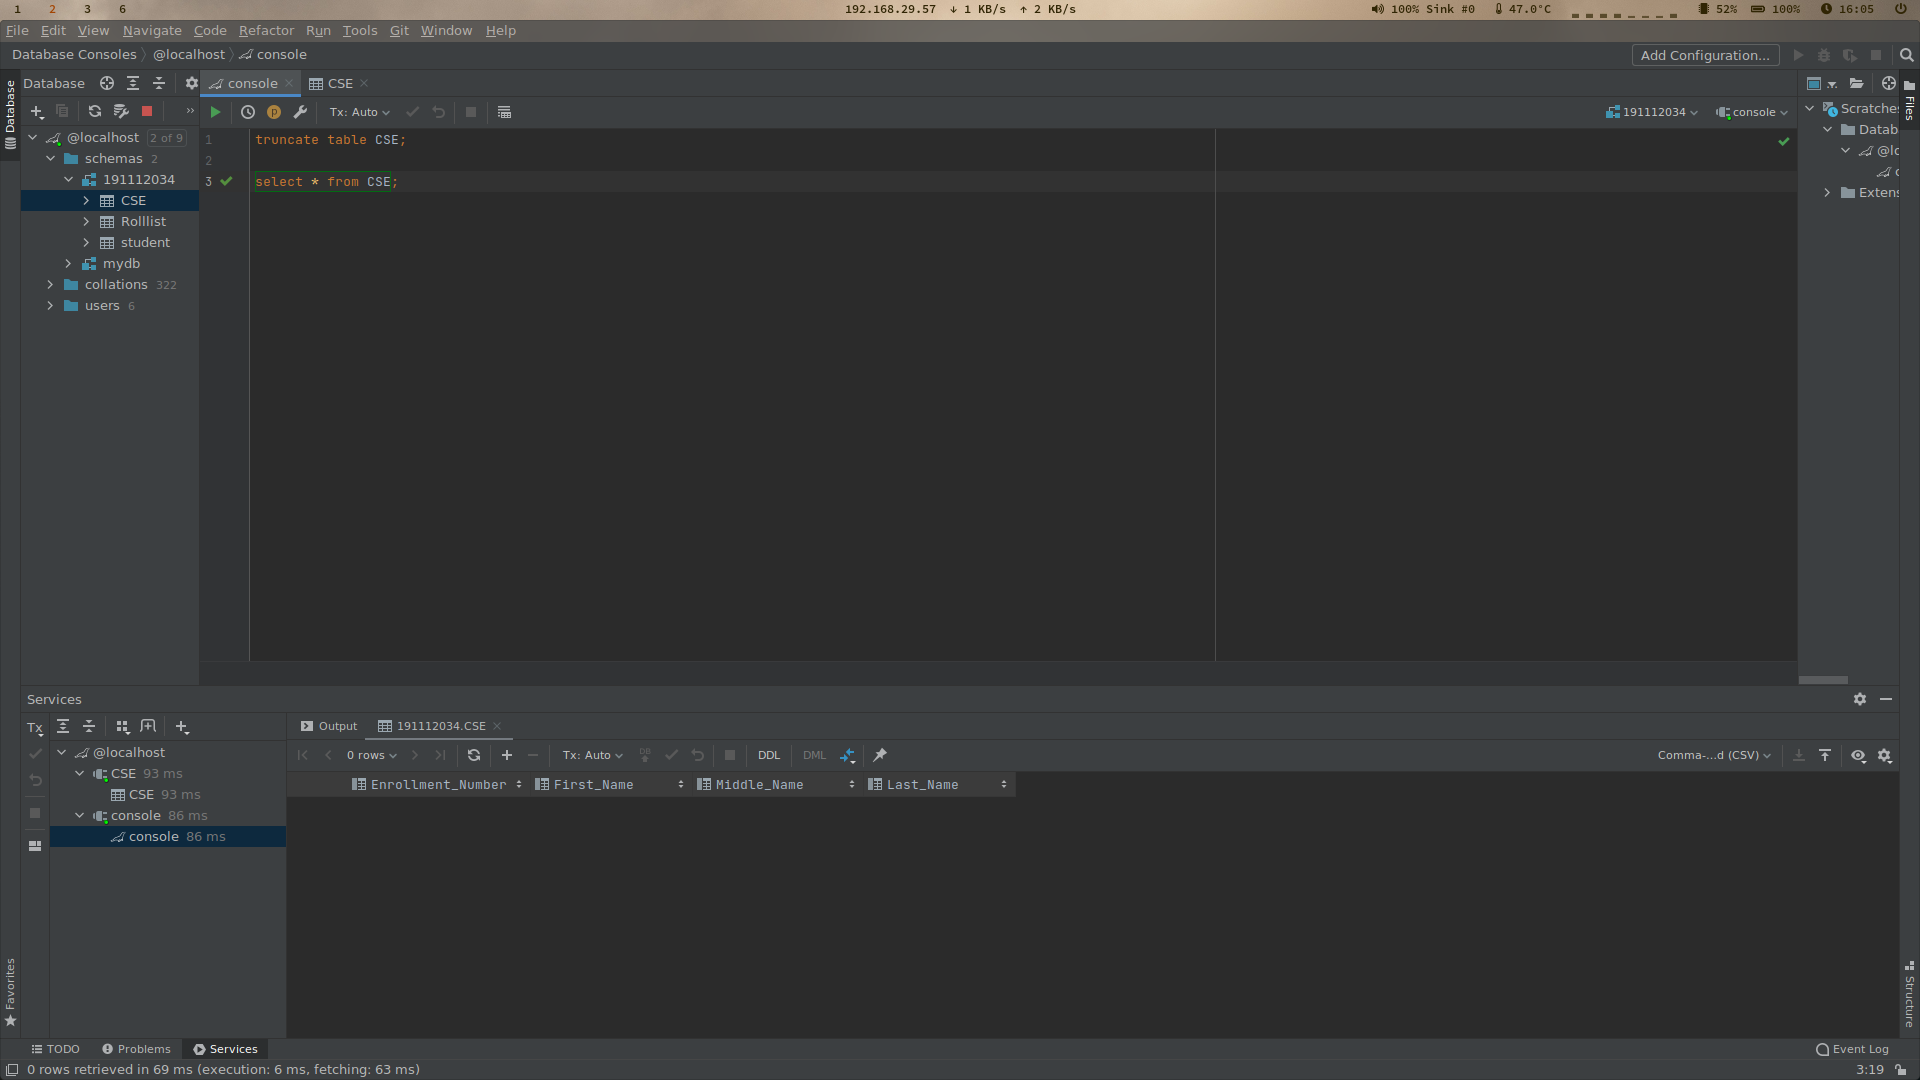 1 2 3 6 192.168.29.57 ↓ 1 KB/s ↑ 2 KB/s 100% Sink #0 47.0°C 52% 100% 16:05
File Edit View Navigate Code Refactor Run Tools Git Window Help
Database Consoles @localhost console Add Configuration...
Database console CSE
Tx: Auto 191112034 console
Database
Files
@localhost 2 of 9
schemas 2
191112034
CSE
Rolllist
student
mydb
collations 322
users 6
1 truncate table CSE;
2
3 select * from CSE;
Scratche
Datab
@lc
c
Extens
Services
Tx
@localhost
CSE 93 ms
CSE 93 ms
console 86 ms
console 86 ms
Output 191112034.CSE
0 rows Tx: Auto DB DDL DML Comma-...d (CSV)
Enrollment_Number First_Name Middle_Name Last_Name
Favorites
Structure
TODO Problems Services Event Log
0 rows retrieved in 69 ms (execution: 6 ms, fetching: 63 ms) 3:19